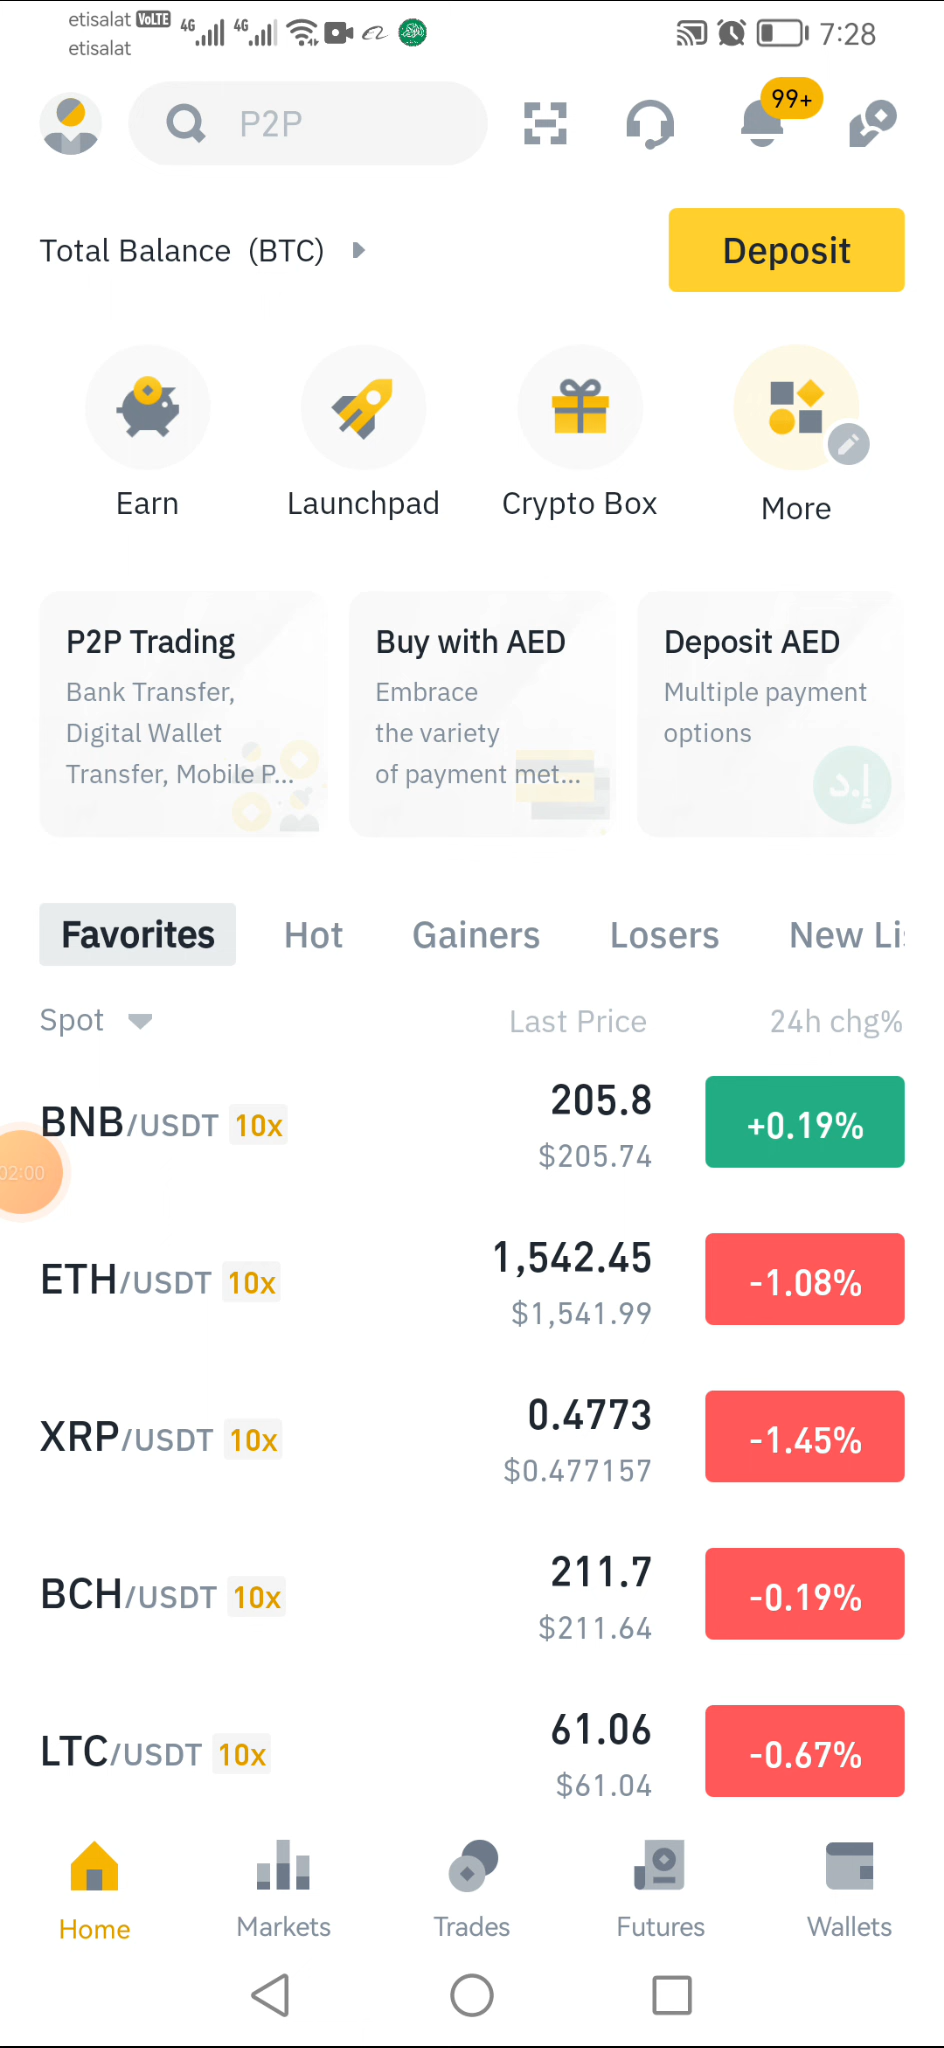 etisalat VoLTE 4G 4G 7:28
etisalat
P2P
99+
Total Balance (BTC)
Deposit
Earn
Launchpad
Crypto Box
More
P2P Trading
Bank Transfer,
Digital Wallet
Transfer, Mobile P...
Buy with AED
Embrace
the variety
of payment met...
Deposit AED
Multiple payment
options
د.إ
Favorites Hot Gainers Losers New Lis
Spot Last Price 24h chg%
BNB/USDT 10x 205.8 +0.19%
$205.74
02:00
ETH/USDT 10x 1,542.45 -1.08%
$1,541.99
XRP/USDT 10x 0.4773 -1.45%
$0.477157
BCH/USDT 10x 211.7 -0.19%
$211.64
LTC/USDT 10x 61.06 -0.67%
$61.04
Home Markets Trades Futures Wallets